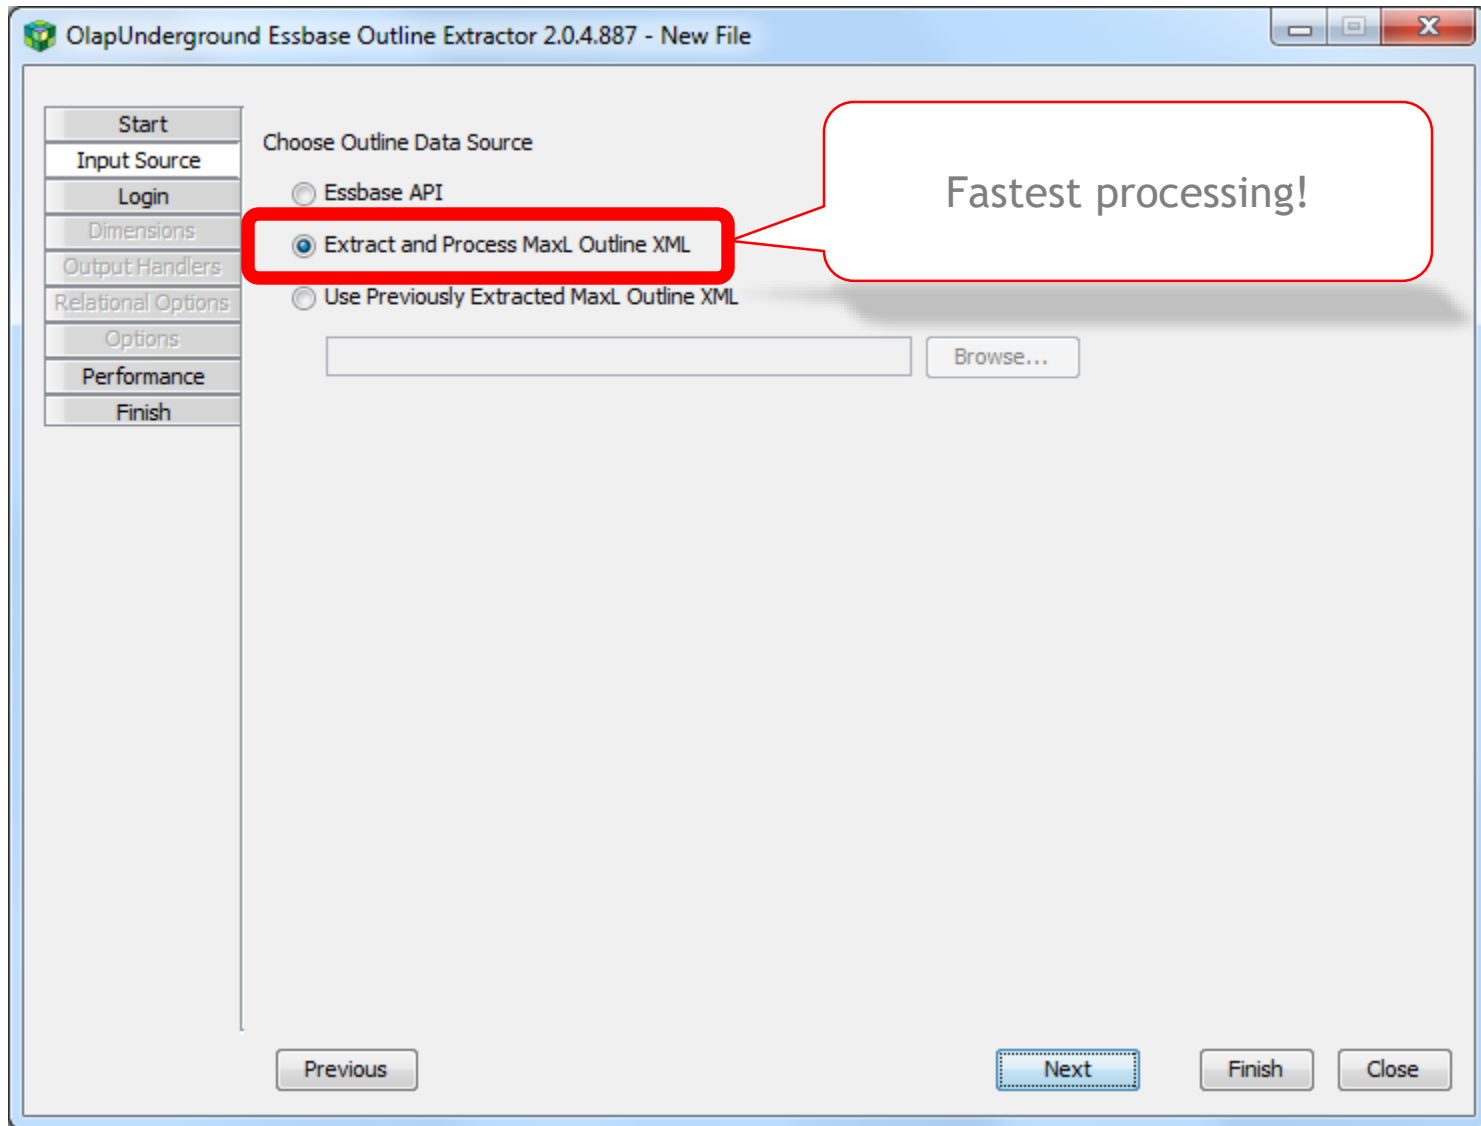 OlapUnderground Essbase Outline Extractor 2.0.4.887 - New File
Start
Input Source
Login
Dimensions
Output Handlers
Relational Options
Options
Performance
Finish
Choose Outline Data Source
Essbase API
Extract and Process MaxL Outline XML
Use Previously Extracted MaxL Outline XML
Browse...
Fastest processing!
Previous
Next
Finish
Close